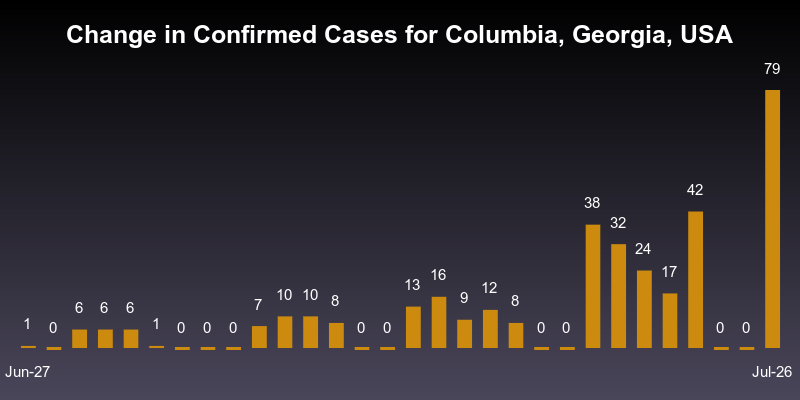 Change in Confirmed Cases for Columbia, Georgia, USA
1 0 6 6 6 1 0 0 0 7 10 10 8 0 0 13 16 9 12 8 0 0 38 32 24 17 42 0 0 79
Jun-27 Jul-26